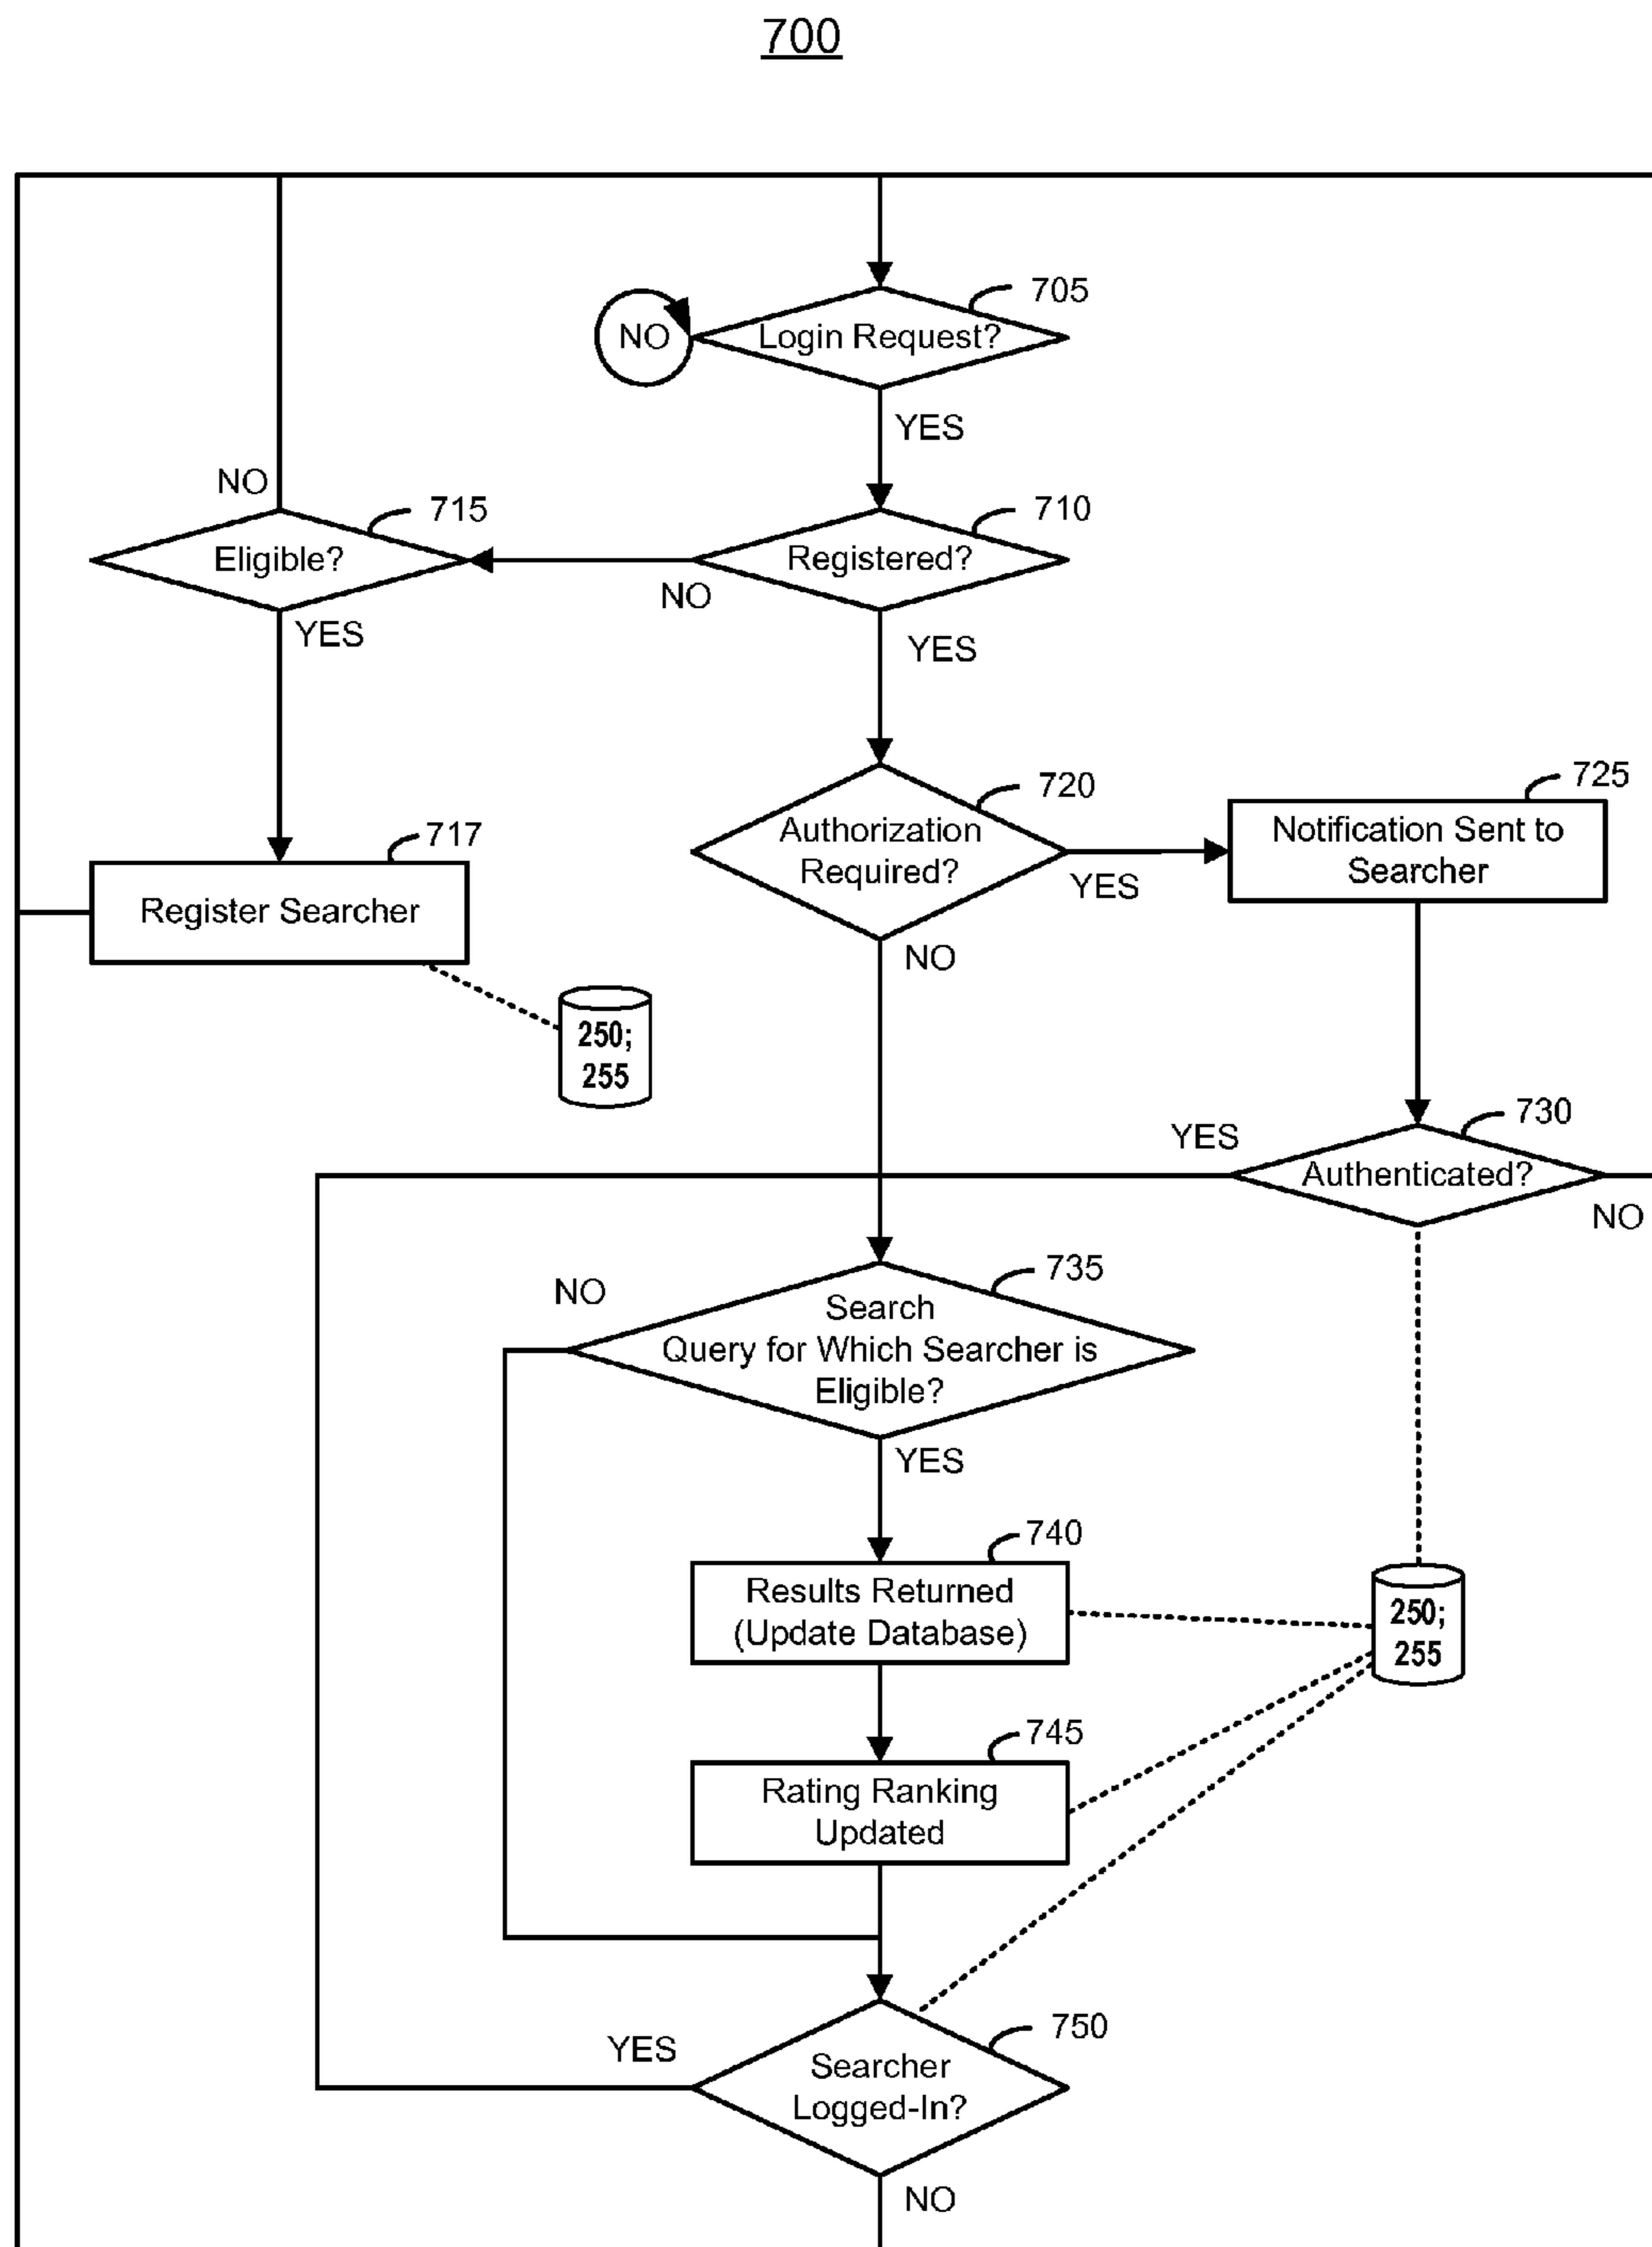 700
705
NO
Login Request?
YES
NO
715
710
Eligible?
Registered?
NO
YES
YES
720
725
Authorization
Required?
Notification Sent to
Searcher
YES
717
Register Searcher
NO
250;
255
730
YES
Authenticated?
NO
735
NO
Search
Query for Which Searcher is
Eligible?
YES
740
Results Returned
(Update Database)
250;
255
745
Rating Ranking
Updated
750
YES
Searcher
Logged-In?
NO